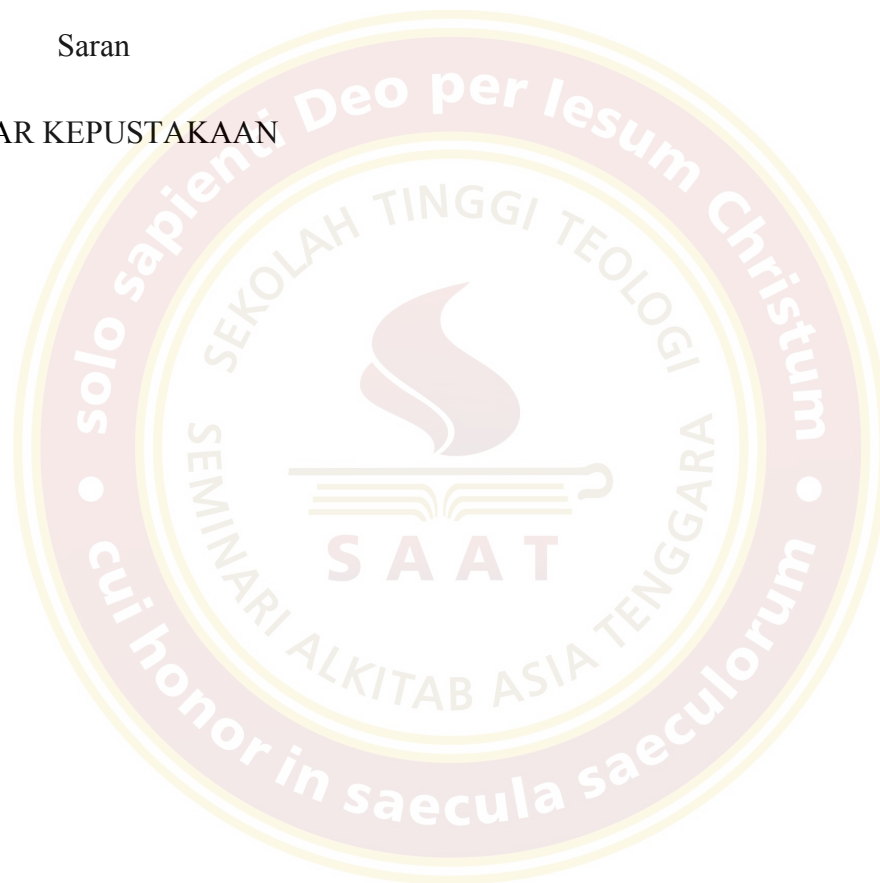 Saran
AR KEPUSTAKAAN
solo sapienti Deo per Iesum Christum
SEKOLAH TINGGI TEOLOGI
SEMINARI ALKITAB ASIA TENGGARA
SAAT
cui honor in saecula saeculorum